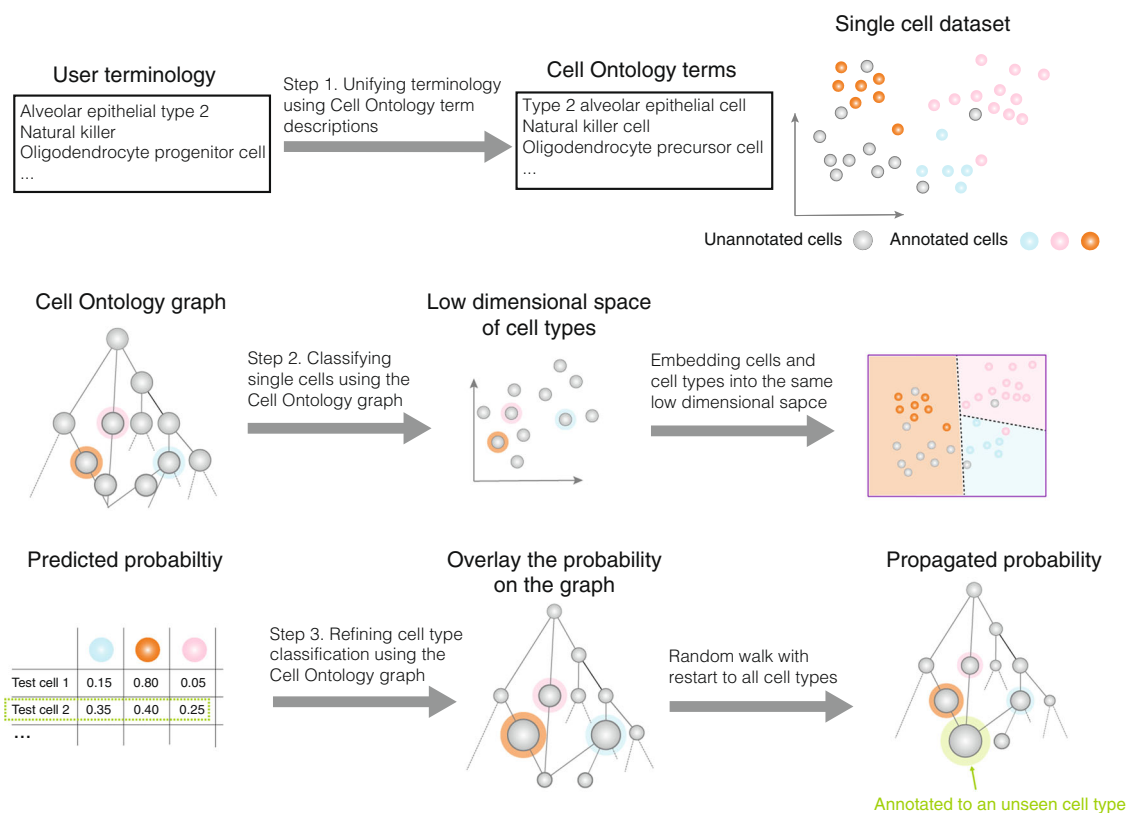 Single cell dataset
User terminology
Step 1. Unifying terminology
using Cell Ontology term
descriptions
Cell Ontology terms
Alveolar epithelial type 2
Natural killer
Oligodendrocyte progenitor cell
...
Type 2 alveolar epithelial cell
Natural killer cell
Oligodendrocyte precursor cell
...
Unannotated cells
Annotated cells
Cell Ontology graph
Step 2. Classifying
single cells using the
Cell Ontology graph
Low dimensional space
of cell types
Embedding cells and
cell types into the same
low dimensional sapce
Predicted probabiltiy
Test cell 1 0.15 0.80 0.05
Test cell 2 0.35 0.40 0.25
...
Step 3. Refining cell type
classification using the
Cell Ontology graph
Overlay the probability
on the graph
Random walk with
restart to all cell types
Propagated probability
Annotated to an unseen cell type